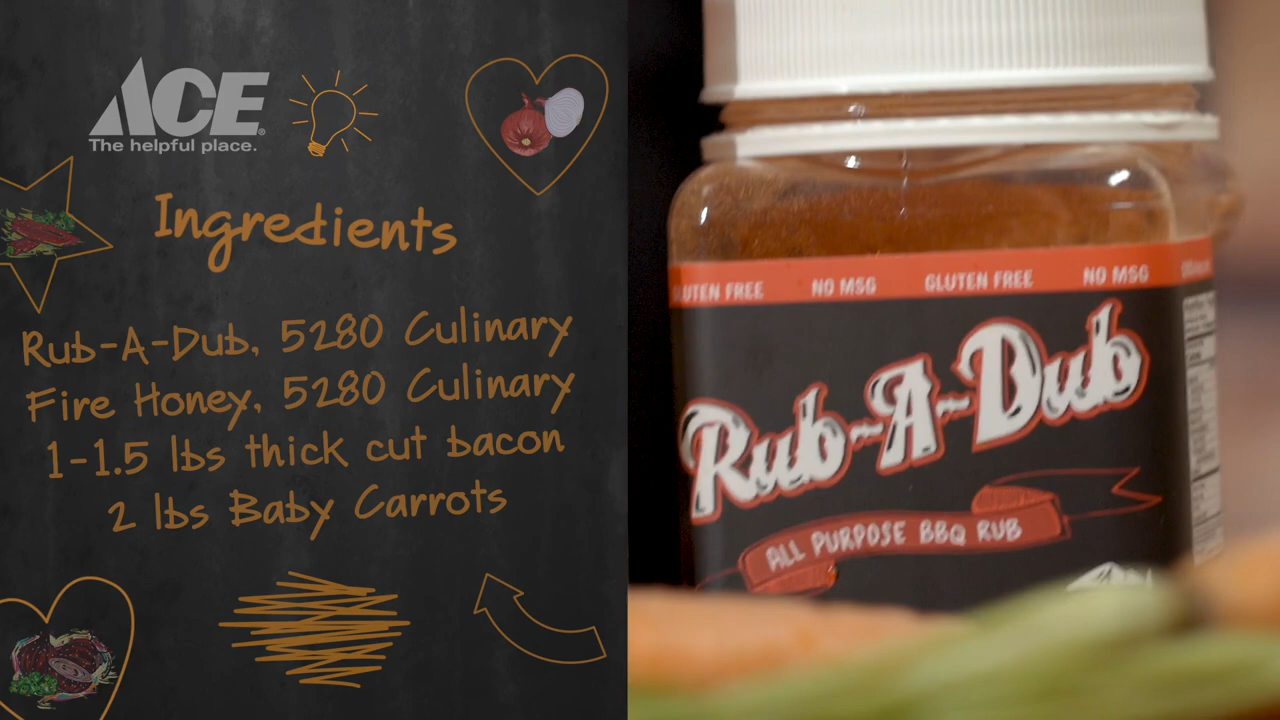 ACE
The helpful place.
Ingredients
Rub-A-Dub, 5280 Culinary
Fire Honey, 5280 Culinary
1-1.5 lbs thick cut bacon
2 lbs Baby Carrots
GLUTEN FREE NO MSG GLUTEN FREE NO MSG
Rub-A-Dub
ALL PURPOSE BBQ RUB